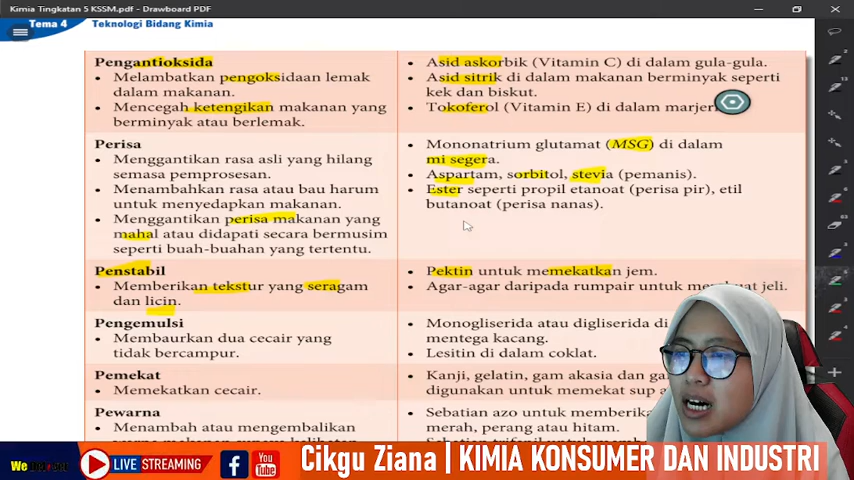 Kimia Tingkatan 5 KSSM.pdf - Drawboard PDF
Tema 4
Teknologi Bidang Kimia
Pengantioksida
• Melambatkan pengoksidaan lemak
dalam makanan.
• Mencegah ketengikan makanan yang
berminyak atau berlemak.
• Asid askorbik (Vitamin C) di dalam gula-gula.
• Asid sitrik di dalam makanan berminyak seperti
kek dan biskut.
• Tokoferol (Vitamin E) di dalam marjerin
Perisa
• Menggantikan rasa asli yang hilang
semasa pemprosesan.
• Menambahkan rasa atau bau harum
untuk menyedapkan makanan.
• Menggantikan perisa makanan yang
mahal atau didapati secara bermusim
seperti buah-buahan yang tertentu.
• Mononatrium glutamat (MSG) di dalam
mi segera.
• Aspartam, sorbitol, stevia (pemanis).
• Ester seperti propil etanoat (perisa pir), etil
butanoat (perisa nanas).
Penstabil
• Memberikan tekstur yang seragam
dan licin.
• Pektin untuk memekatkan jem.
• Agar-agar daripada rumpair untuk membuat jeli.
Pengemulsi
• Membaurkan dua cecair yang
tidak bercampur.
• Monogliserida atau digliserida di
mentega kacang.
• Lesitin di dalam coklat.
Pemekat
• Memekatkan cecair.
• Kanji, gelatin, gam akasia dan
digunakan untuk memekat sup
Pewarna
• Menambah atau mengembalikan
• Sebatian azo untuk memberika
merah, perang atau hitam.
LIVE STREAMING
You
Tube
Cikgu Ziana | KIMIA KONSUMER DAN INDUSTRI